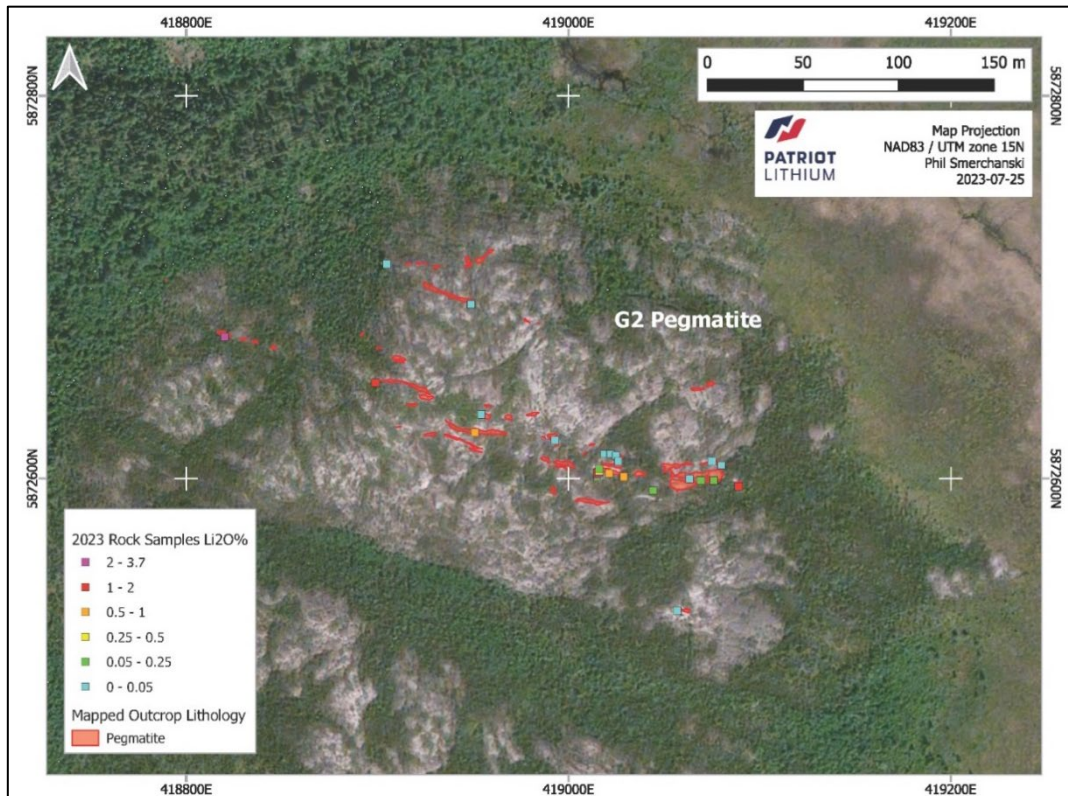 418800E
419000E
419200E
5872800N
5872800N
0 50 100 150 m
PATRIOT
LITHIUM
Map Projection
NAD83 / UTM zone 15N
Phil Smerchanski
2023-07-25
G2 Pegmatite
5872600N
5872600N
2023 Rock Samples Li2O%
2 - 3.7
1 - 2
0.5 - 1
0.25 - 0.5
0.05 - 0.25
0 - 0.05
Mapped Outcrop Lithology
Pegmatite
418800E
419000E
419200E